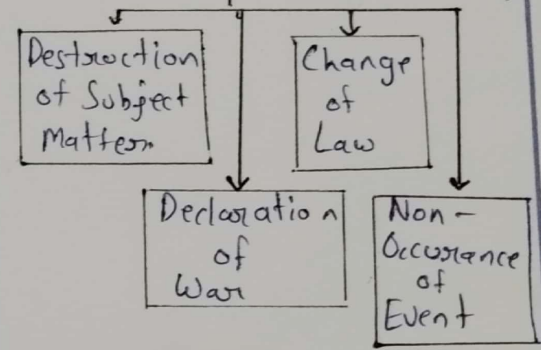 Destruction
of Subject
Matter
Change
of
Law
Declaration
of
War
Non-
Occurance
of
Event